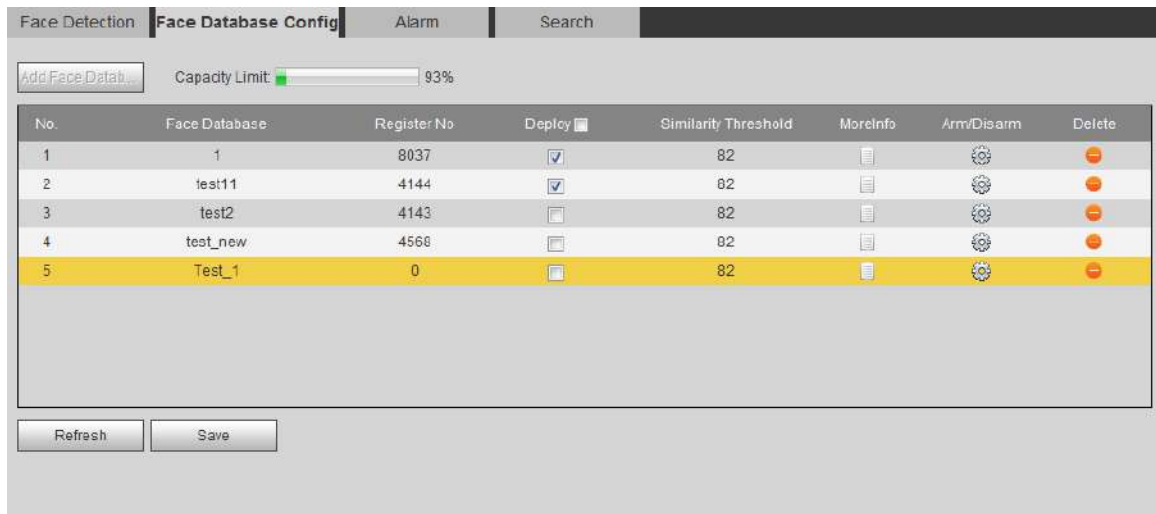 Face Detection Face Database Config Alarm Search
Add Face Datab... Capacity Limit: 93%
No. Face Database Register No Deploy Similarity Threshold MoreInfo Arm/Disarm Delete
1 1 8037 82
2 test11 4144 82
3 test2 4143 82
4 test_new 4568 82
5 Test_1 0 82
Refresh Save